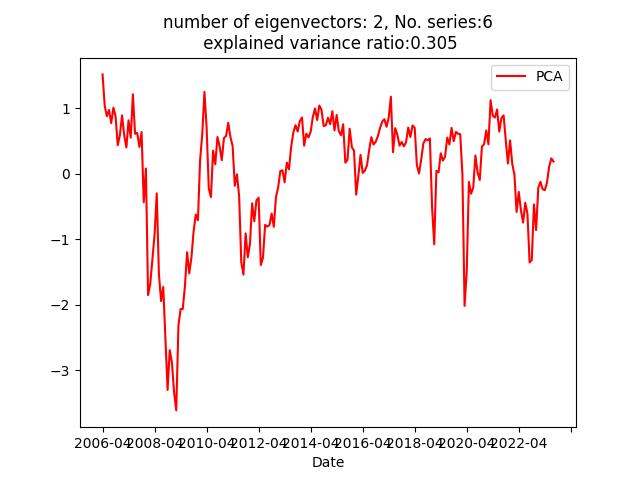 number of eigenvectors: 2, No. series:6
explained variance ratio:0.305
PCA
1
0
−1
−2
−3
2006-04 2008-04 2010-04 2012-04 2014-04 2016-04 2018-04 2020-04 2022-04
Date